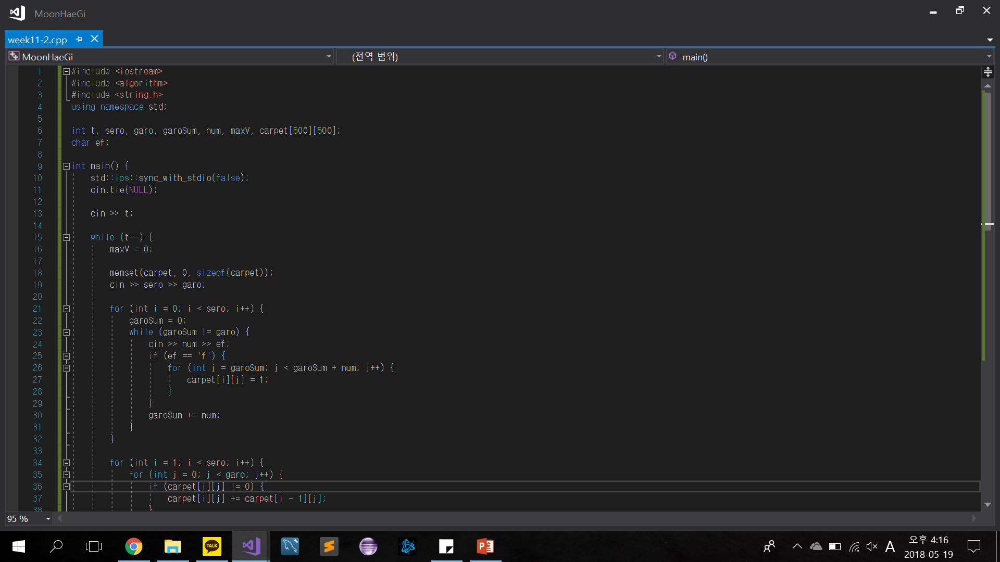 MoonHaeGi
week11-2.cpp
MoonHaeGi (전역 범위) main()
1 #include <iostream>
2 #include <algorithm>
3 #include <string.h>
4 using namespace std;
5
6 int t, sero, garo, garoSum, num, maxV, carpet[500][500];
7 char ef;
8
9 int main() {
10 std::ios::sync_with_stdio(false);
11 cin.tie(NULL);
12
13 cin >> t;
14
15 while (t--) {
16 maxV = 0;
17
18 memset(carpet, 0, sizeof(carpet));
19 cin >> sero >> garo;
20
21 for (int i = 0; i < sero; i++) {
22 garoSum = 0;
23 while (garoSum != garo) {
24 cin >> num >> ef;
25 if (ef == 'f') {
26 for (int j = garoSum; j < garoSum + num; j++) {
27 carpet[i][j] = 1;
28 }
29 }
30 garoSum += num;
31 }
32 }
33
34 for (int i = 1; i < sero; i++) {
35 for (int j = 0; j < garo; j++) {
36 if (carpet[i][j] != 0) {
37 carpet[i][j] += carpet[i - 1][j];
38 }
95 %
TALK
A
오후 4:16
2018-05-19